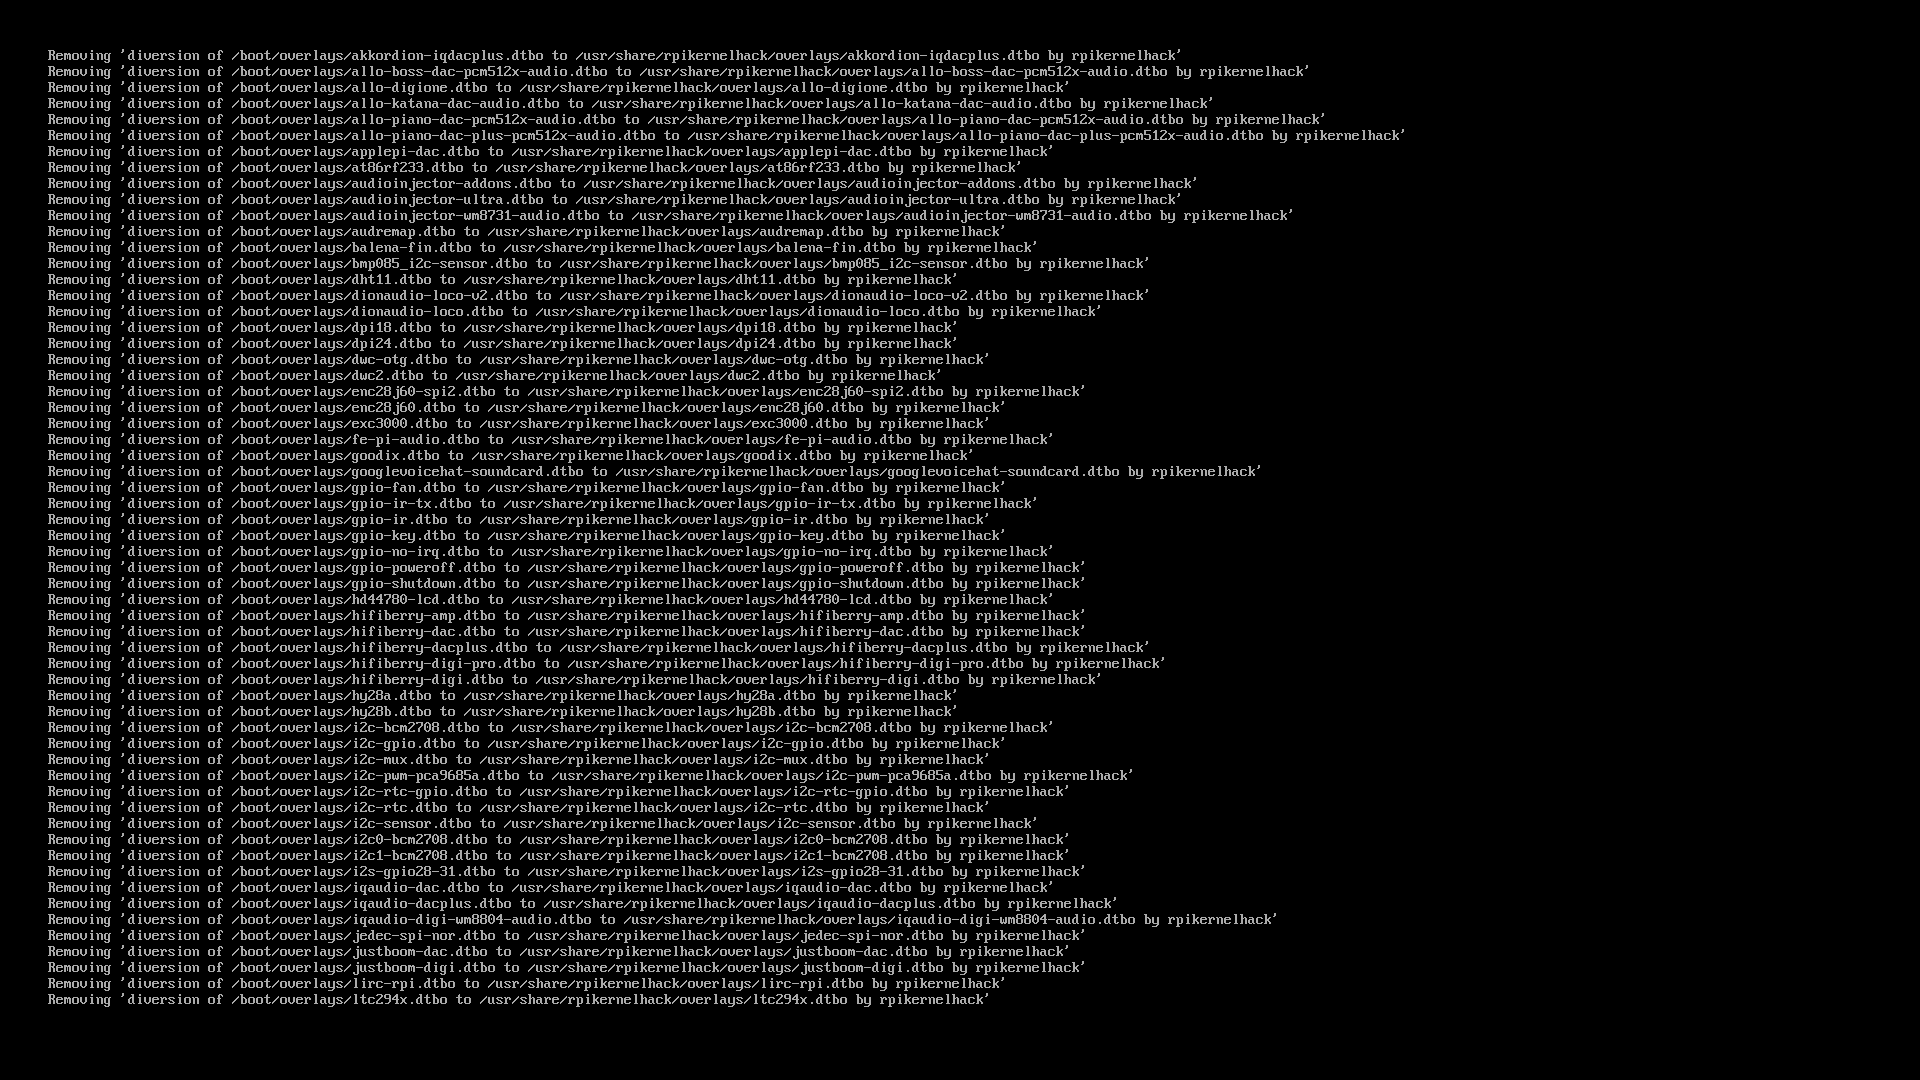 Removing 'diversion of /boot/overlays/akkordion-iqdacplus.dtbo to /usr/share/rpikernelhack/overlays/akkordion-iqdacplus.dtbo by rpikernelhack'
Removing 'diversion of /boot/overlays/allo-boss-dac-pcm512x-audio.dtbo to /usr/share/rpikernelhack/overlays/allo-boss-dac-pcm512x-audio.dtbo by rpikernelhack'
Removing 'diversion of /boot/overlays/allo-digione.dtbo to /usr/share/rpikernelhack/overlays/allo-digione.dtbo by rpikernelhack'
Removing 'diversion of /boot/overlays/allo-katana-dac-audio.dtbo to /usr/share/rpikernelhack/overlays/allo-katana-dac-audio.dtbo by rpikernelhack'
Removing 'diversion of /boot/overlays/allo-piano-dac-pcm512x-audio.dtbo to /usr/share/rpikernelhack/overlays/allo-piano-dac-pcm512x-audio.dtbo by rpikernelhack'
Removing 'diversion of /boot/overlays/allo-piano-dac-plus-pcm512x-audio.dtbo to /usr/share/rpikernelhack/overlays/allo-piano-dac-plus-pcm512x-audio.dtbo by rpikernelhack'
Removing 'diversion of /boot/overlays/applepi-dac.dtbo to /usr/share/rpikernelhack/overlays/applepi-dac.dtbo by rpikernelhack'
Removing 'diversion of /boot/overlays/at86rf233.dtbo to /usr/share/rpikernelhack/overlays/at86rf233.dtbo by rpikernelhack'
Removing 'diversion of /boot/overlays/audioinjector-addons.dtbo to /usr/share/rpikernelhack/overlays/audioinjector-addons.dtbo by rpikernelhack'
Removing 'diversion of /boot/overlays/audioinjector-ultra.dtbo to /usr/share/rpikernelhack/overlays/audioinjector-ultra.dtbo by rpikernelhack'
Removing 'diversion of /boot/overlays/audioinjector-wm8731-audio.dtbo to /usr/share/rpikernelhack/overlays/audioinjector-wm8731-audio.dtbo by rpikernelhack'
Removing 'diversion of /boot/overlays/audremap.dtbo to /usr/share/rpikernelhack/overlays/audremap.dtbo by rpikernelhack'
Removing 'diversion of /boot/overlays/balena-fin.dtbo to /usr/share/rpikernelhack/overlays/balena-fin.dtbo by rpikernelhack'
Removing 'diversion of /boot/overlays/bmp085_i2c-sensor.dtbo to /usr/share/rpikernelhack/overlays/bmp085_i2c-sensor.dtbo by rpikernelhack'
Removing 'diversion of /boot/overlays/dht11.dtbo to /usr/share/rpikernelhack/overlays/dht11.dtbo by rpikernelhack'
Removing 'diversion of /boot/overlays/dionaudio-loco-v2.dtbo to /usr/share/rpikernelhack/overlays/dionaudio-loco-v2.dtbo by rpikernelhack'
Removing 'diversion of /boot/overlays/dionaudio-loco.dtbo to /usr/share/rpikernelhack/overlays/dionaudio-loco.dtbo by rpikernelhack'
Removing 'diversion of /boot/overlays/dpi18.dtbo to /usr/share/rpikernelhack/overlays/dpi18.dtbo by rpikernelhack'
Removing 'diversion of /boot/overlays/dpi24.dtbo to /usr/share/rpikernelhack/overlays/dpi24.dtbo by rpikernelhack'
Removing 'diversion of /boot/overlays/dwc-otg.dtbo to /usr/share/rpikernelhack/overlays/dwc-otg.dtbo by rpikernelhack'
Removing 'diversion of /boot/overlays/dwc2.dtbo to /usr/share/rpikernelhack/overlays/dwc2.dtbo by rpikernelhack'
Removing 'diversion of /boot/overlays/enc28j60-spi2.dtbo to /usr/share/rpikernelhack/overlays/enc28j60-spi2.dtbo by rpikernelhack'
Removing 'diversion of /boot/overlays/enc28j60.dtbo to /usr/share/rpikernelhack/overlays/enc28j60.dtbo by rpikernelhack'
Removing 'diversion of /boot/overlays/exc3000.dtbo to /usr/share/rpikernelhack/overlays/exc3000.dtbo by rpikernelhack'
Removing 'diversion of /boot/overlays/fe-pi-audio.dtbo to /usr/share/rpikernelhack/overlays/fe-pi-audio.dtbo by rpikernelhack'
Removing 'diversion of /boot/overlays/goodix.dtbo to /usr/share/rpikernelhack/overlays/goodix.dtbo by rpikernelhack'
Removing 'diversion of /boot/overlays/googlevoicehat-soundcard.dtbo to /usr/share/rpikernelhack/overlays/googlevoicehat-soundcard.dtbo by rpikernelhack'
Removing 'diversion of /boot/overlays/gpio-fan.dtbo to /usr/share/rpikernelhack/overlays/gpio-fan.dtbo by rpikernelhack'
Removing 'diversion of /boot/overlays/gpio-ir-tx.dtbo to /usr/share/rpikernelhack/overlays/gpio-ir-tx.dtbo by rpikernelhack'
Removing 'diversion of /boot/overlays/gpio-ir.dtbo to /usr/share/rpikernelhack/overlays/gpio-ir.dtbo by rpikernelhack'
Removing 'diversion of /boot/overlays/gpio-key.dtbo to /usr/share/rpikernelhack/overlays/gpio-key.dtbo by rpikernelhack'
Removing 'diversion of /boot/overlays/gpio-no-irq.dtbo to /usr/share/rpikernelhack/overlays/gpio-no-irq.dtbo by rpikernelhack'
Removing 'diversion of /boot/overlays/gpio-poweroff.dtbo to /usr/share/rpikernelhack/overlays/gpio-poweroff.dtbo by rpikernelhack'
Removing 'diversion of /boot/overlays/gpio-shutdown.dtbo to /usr/share/rpikernelhack/overlays/gpio-shutdown.dtbo by rpikernelhack'
Removing 'diversion of /boot/overlays/hd44780-lcd.dtbo to /usr/share/rpikernelhack/overlays/hd44780-lcd.dtbo by rpikernelhack'
Removing 'diversion of /boot/overlays/hifiberry-amp.dtbo to /usr/share/rpikernelhack/overlays/hifiberry-amp.dtbo by rpikernelhack'
Removing 'diversion of /boot/overlays/hifiberry-dac.dtbo to /usr/share/rpikernelhack/overlays/hifiberry-dac.dtbo by rpikernelhack'
Removing 'diversion of /boot/overlays/hifiberry-dacplus.dtbo to /usr/share/rpikernelhack/overlays/hifiberry-dacplus.dtbo by rpikernelhack'
Removing 'diversion of /boot/overlays/hifiberry-digi-pro.dtbo to /usr/share/rpikernelhack/overlays/hifiberry-digi-pro.dtbo by rpikernelhack'
Removing 'diversion of /boot/overlays/hifiberry-digi.dtbo to /usr/share/rpikernelhack/overlays/hifiberry-digi.dtbo by rpikernelhack'
Removing 'diversion of /boot/overlays/hy28a.dtbo to /usr/share/rpikernelhack/overlays/hy28a.dtbo by rpikernelhack'
Removing 'diversion of /boot/overlays/hy28b.dtbo to /usr/share/rpikernelhack/overlays/hy28b.dtbo by rpikernelhack'
Removing 'diversion of /boot/overlays/i2c-bcm2708.dtbo to /usr/share/rpikernelhack/overlays/i2c-bcm2708.dtbo by rpikernelhack'
Removing 'diversion of /boot/overlays/i2c-gpio.dtbo to /usr/share/rpikernelhack/overlays/i2c-gpio.dtbo by rpikernelhack'
Removing 'diversion of /boot/overlays/i2c-mux.dtbo to /usr/share/rpikernelhack/overlays/i2c-mux.dtbo by rpikernelhack'
Removing 'diversion of /boot/overlays/i2c-pwm-pca9685a.dtbo to /usr/share/rpikernelhack/overlays/i2c-pwm-pca9685a.dtbo by rpikernelhack'
Removing 'diversion of /boot/overlays/i2c-rtc-gpio.dtbo to /usr/share/rpikernelhack/overlays/i2c-rtc-gpio.dtbo by rpikernelhack'
Removing 'diversion of /boot/overlays/i2c-rtc.dtbo to /usr/share/rpikernelhack/overlays/i2c-rtc.dtbo by rpikernelhack'
Removing 'diversion of /boot/overlays/i2c-sensor.dtbo to /usr/share/rpikernelhack/overlays/i2c-sensor.dtbo by rpikernelhack'
Removing 'diversion of /boot/overlays/i2c0-bcm2708.dtbo to /usr/share/rpikernelhack/overlays/i2c0-bcm2708.dtbo by rpikernelhack'
Removing 'diversion of /boot/overlays/i2c1-bcm2708.dtbo to /usr/share/rpikernelhack/overlays/i2c1-bcm2708.dtbo by rpikernelhack'
Removing 'diversion of /boot/overlays/i2s-gpio28-31.dtbo to /usr/share/rpikernelhack/overlays/i2s-gpio28-31.dtbo by rpikernelhack'
Removing 'diversion of /boot/overlays/iqaudio-dac.dtbo to /usr/share/rpikernelhack/overlays/iqaudio-dac.dtbo by rpikernelhack'
Removing 'diversion of /boot/overlays/iqaudio-dacplus.dtbo to /usr/share/rpikernelhack/overlays/iqaudio-dacplus.dtbo by rpikernelhack'
Removing 'diversion of /boot/overlays/iqaudio-digi-wm8804-audio.dtbo to /usr/share/rpikernelhack/overlays/iqaudio-digi-wm8804-audio.dtbo by rpikernelhack'
Removing 'diversion of /boot/overlays/jedec-spi-nor.dtbo to /usr/share/rpikernelhack/overlays/jedec-spi-nor.dtbo by rpikernelhack'
Removing 'diversion of /boot/overlays/justboom-dac.dtbo to /usr/share/rpikernelhack/overlays/justboom-dac.dtbo by rpikernelhack'
Removing 'diversion of /boot/overlays/justboom-digi.dtbo to /usr/share/rpikernelhack/overlays/justboom-digi.dtbo by rpikernelhack'
Removing 'diversion of /boot/overlays/lirc-rpi.dtbo to /usr/share/rpikernelhack/overlays/lirc-rpi.dtbo by rpikernelhack'
Removing 'diversion of /boot/overlays/ltc294x.dtbo to /usr/share/rpikernelhack/overlays/ltc294x.dtbo by rpikernelhack'